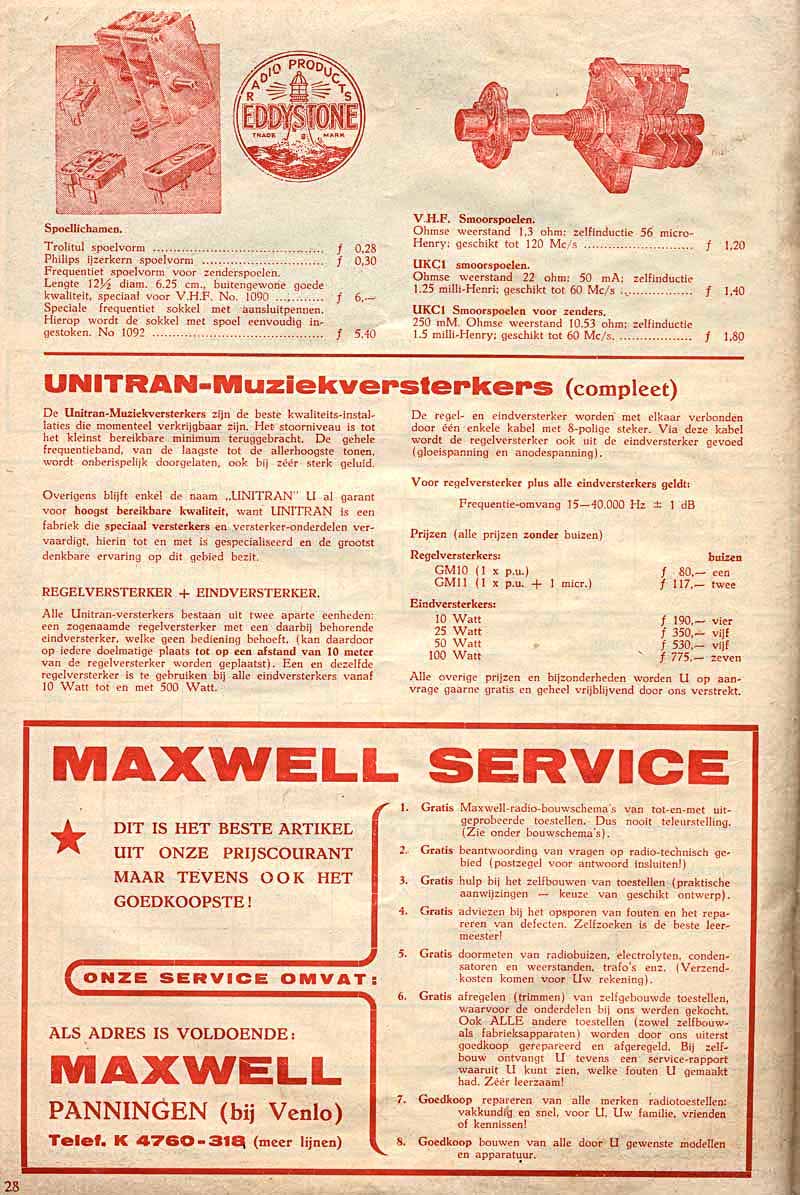 RADIO PRODUCTS
EDDYSTONE
TRADE MARK
Spoellichamen.
Trolitul spoelvorm ................................ f 0,28
Philips ijzerkern spoelvorm ....................... f 0,30
Frequentiet spoelvorm voor zenderspoelen.
Lengte 12½ diam. 6.25 cm., buitengewone goede
kwaliteit, speciaal voor V.H.F. No. 1090 ........... f 6,—
Speciale frequentiet sokkel met aansluitpennen.
Hierop wordt de sokkel met spoel eenvoudig in-
gestoken. No 1092 ................................ f 5,40
V.H.F. Smoorspoelen.
Ohmse weerstand 1,3 ohm; zelfinductie 56 micro-
Henry; geschikt tot 120 Mc/s ...................... f 1,20
UKC1 smoorspoelen.
Ohmse weerstand 22 ohm; 50 mA; zelfinductie
1.25 milli-Henri; geschikt tot 60 Mc/s ................ f 1,40
UKC1 Smoorspoelen voor zenders.
250 mM. Ohmse weerstand 10.53 ohm; zelfinductie
1.5 milli-Henry; geschikt tot 60 Mc/s. ................. f 1,80
UNITRAN-Muziekversterkers (compleet)
De Unitran-Muziekversterkers zijn de beste kwaliteits-instal-
laties die momenteel verkrijgbaar zijn. Het stoorniveau is tot
het kleinst bereikbare minimum teruggebracht. De gehele
frequentieband, van de laagste tot de allerhoogste tonen,
wordt onberispelijk doorgelaten, ook bij zéér sterk geluid.
Overigens blijft enkel de naam „UNITRAN" U al garant
voor hoogst bereikbare kwaliteit, want UNITRAN is een
fabriek die speciaal versterkers en versterker-onderdelen ver-
vaardigt, hierin tot en met is gespecialiseerd en de grootst
denkbare ervaring op dit gebied bezit.
REGELVERSTERKER + EINDVERSTERKER.
Alle Unitran-versterkers bestaan uit twee aparte eenheden:
een zogenaamde regelversterker met een daarbij behorende
eindversterker, welke geen bediening behoeft, (kan daardoor
op iedere doelmatige plaats tot op een afstand van 10 meter
van de regelversterker worden geplaatst). Een en dezelfde
regelversterker is te gebruiken bij alle eindversterkers vanaf
10 Watt tot en met 500 Watt.
De regel- en eindversterker worden met elkaar verbonden
door één enkele kabel met 8-polige steker. Via deze kabel
wordt de regelversterker ook uit de eindversterker gevoed
(gloeispanning en anodespanning).
Voor regelversterker plus alle eindversterkers geldt:
Frequentie-omvang 15—40.000 Hz ± 1 dB
Prijzen (alle prijzen zonder buizen)
Regelversterkers: buizen
GM10 (1 x p.u.) f 80,— een
GM11 (1 x p.u. + 1 micr.) f 117,— twee
Eindversterkers:
10 Watt f 190,— vier
25 Watt f 350,— vijf
50 Watt f 530,— vijf
100 Watt f 775,— zeven
Alle overige prijzen en bijzonderheden worden U op aan-
vrage gaarne gratis en geheel vrijblijvend door ons verstrekt.
MAXWELL SERVICE
DIT IS HET BESTE ARTIKEL
UIT ONZE PRIJSCOURANT
MAAR TEVENS OOK HET
GOEDKOOPSTE!
ONZE SERVICE OMVAT:
ALS ADRES IS VOLDOENDE:
MAXWELL
PANNINGEN (bij Venlo)
Telef. K 4760-318 (meer lijnen)
1. Gratis Maxwell-radio-bouwschema's van tot-en-met uit-
geprobeerde toestellen. Dus nooit teleurstelling.
(Zie onder bouwschema's).
2. Gratis beantwoording van vragen op radio-technisch ge-
bied (postzegel voor antwoord insluiten!)
3. Gratis hulp bij het zelfbouwen van toestellen (praktische
aanwijzingen — keuze van geschikt ontwerp).
4. Gratis adviezen bij het opsporen van fouten en het repa-
reren van defecten. Zelfzoeken is de beste leer-
meester!
5. Gratis doormeten van radiobuizen, electrolyten, conden-
satoren en weerstanden, trafo's enz. (Verzend-
kosten komen voor Uw rekening).
6. Gratis afregelen (trimmen) van zelfgebouwde toestellen,
waarvoor de onderdelen bij ons werden gekocht.
Ook ALLE andere toestellen (zowel zelfbouw-
als fabrieksapparaten) worden door ons uiterst
goedkoop gerepareerd en afgeregeld. Bij zelf-
bouw ontvangt U tevens een service-rapport
waaruit U kunt zien, welke fouten U gemaakt
had. Zéér leerzaam!
7. Goedkoop repareren van alle merken radiotoestellen;
vakkundig en snel, voor U, Uw familie, vrienden
of kennissen!
8. Goedkoop bouwen van alle door U gewenste modellen
en apparatuur.
28